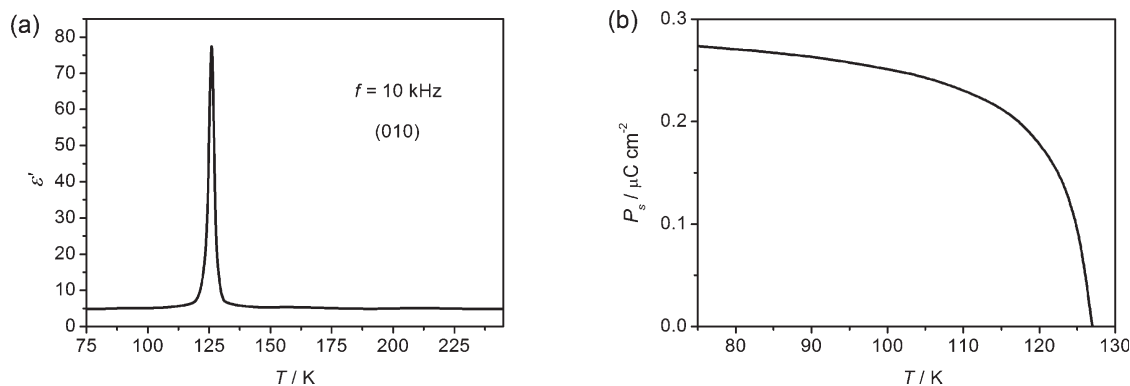 (a)
80
70
60
50
40
30
20
10
0
ε'
f = 10 kHz
(010)
75 100 125 150 175 200 225
T / K
(b)
0.3
0.2
0.1
0.0
P_s / μC cm⁻²
80 90 100 110 120 130
T / K